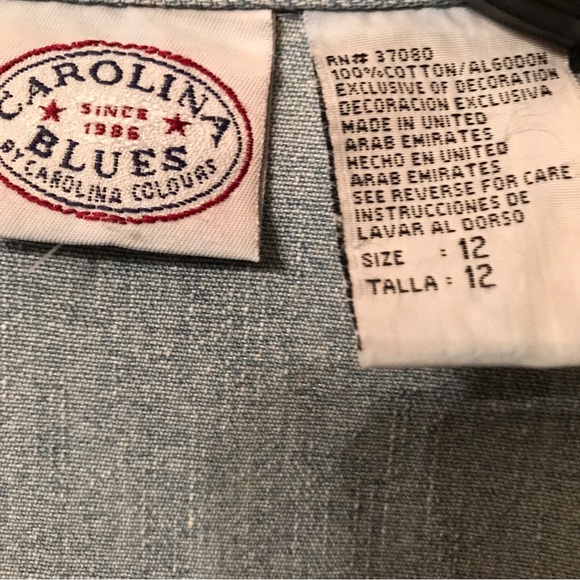 CAROLINA
SINCE
1986
BLUES
BY CAROLINA COLOURS
RN# 37080
100%COTTON/ALGODON
EXCLUSIVE OF DECORATION
DECORACION EXCLUSIVA
MADE IN UNITED
ARAB EMIRATES
HECHO EN UNITED
ARAB EMIRATES
SEE REVERSE FOR CARE
INSTRUCCIONES DE
LAVAR AL DORSO
SIZE : 12
TALLA : 12